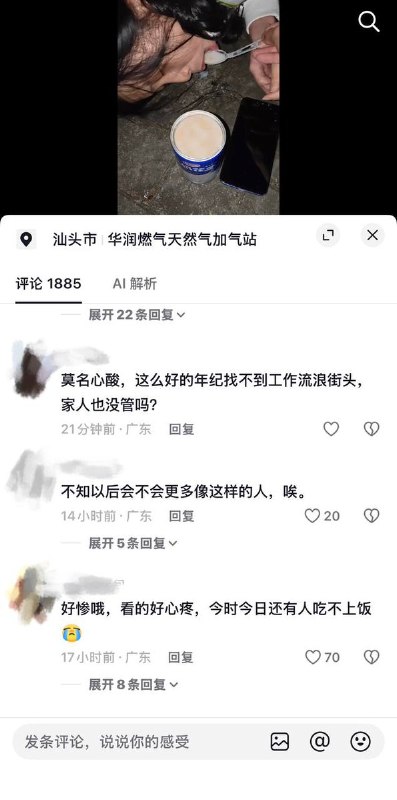 汕头市 | 华润燃气天然气加气站
评论 1885
AI 解析
展开22条回复
莫名心酸，这么好的年纪找不到工作流浪街头，
家人也没管吗？
21分钟前·广东 回复
不知以后会不会更多像这样的人，唉。
14小时前·广东 回复 20
展开5条回复
好惨哦，看的好心疼，今时今日还有人吃不上饭
😭
17小时前·广东 回复 70
展开8条回复
发条评论，说说你的感受 @